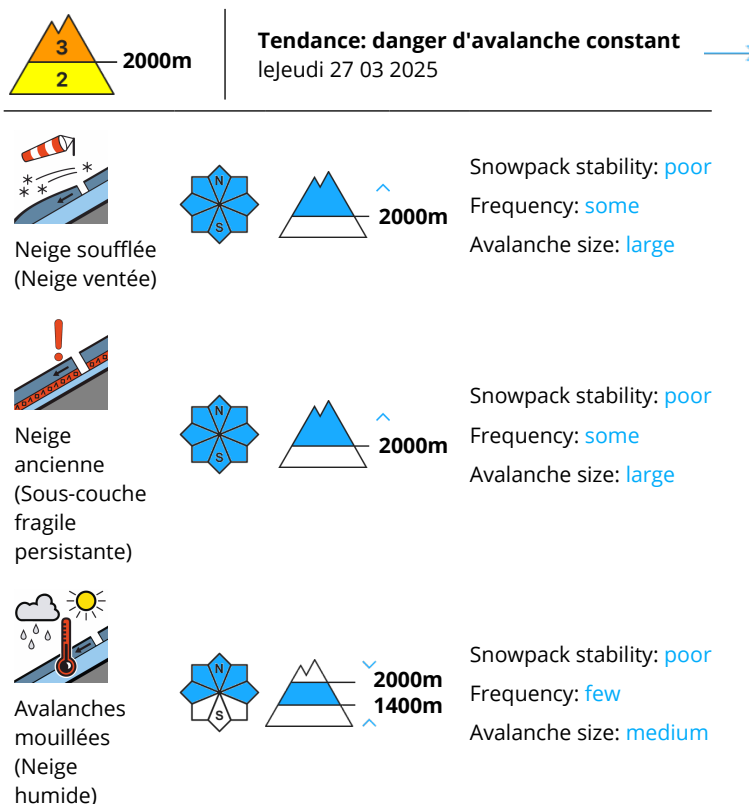 3
2
2000m
Tendance: danger d'avalanche constant
leJeudi 27 03 2025
Neige soufflée
(Neige ventée)
N
S
2000m
Snowpack stability: poor
Frequency: some
Avalanche size: large
Neige
ancienne
(Sous-couche
fragile
persistante)
N
S
2000m
Snowpack stability: poor
Frequency: some
Avalanche size: large
Avalanches
mouillées
(Neige
humide)
N
S
2000m
1400m
Snowpack stability: poor
Frequency: few
Avalanche size: medium